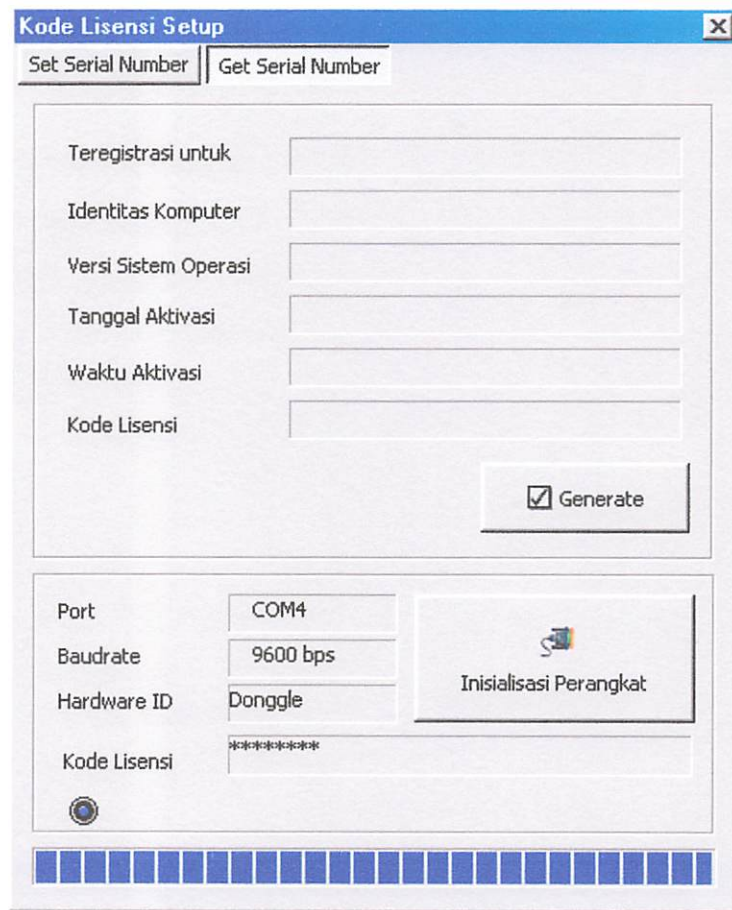 Kode Lisensi Setup
Set Serial Number Get Serial Number
Teregistrasi untuk
Identitas Komputer
Versi Sistem Operasi
Tanggal Aktivasi
Waktu Aktivasi
Kode Lisensi
Generate
Port COM4
Baudrate 9600 bps
Inisialisasi Perangkat
Hardware ID Donggle
Kode Lisensi ********